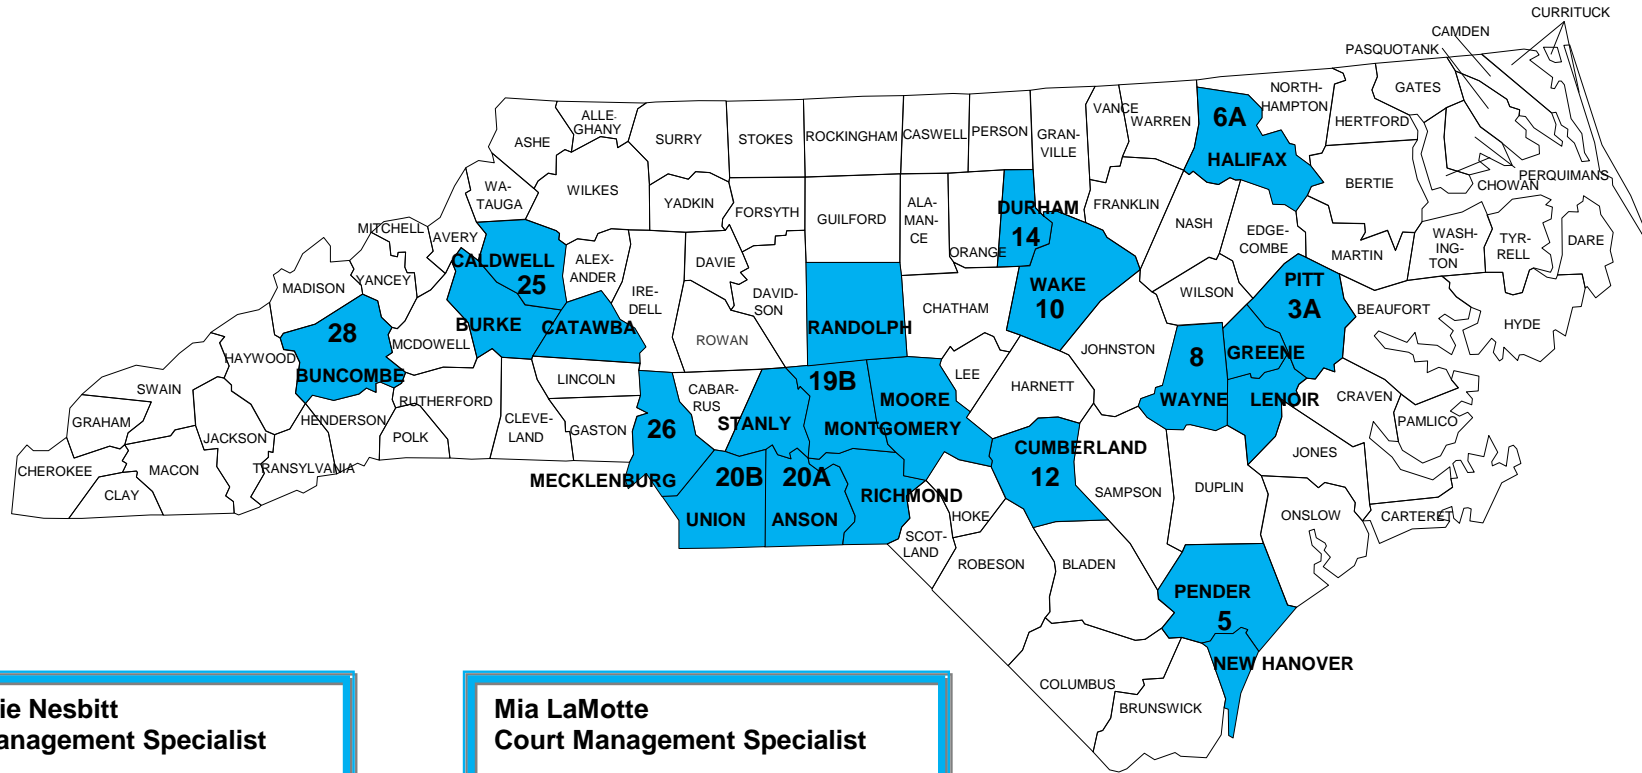 CURRITUCK
CAMDEN
PASQUOTANK
GATES
NORTH-
HAMPTON
HERTFORD
VANCE
WARREN
6A
HALIFAX
ALLE-
GHANY
ASHE
SURRY
STOKES
ROCKINGHAM
CASWELL
PERSON
GRAN-
VILLE
BERTIE
PERQUIMANS
CHOWAN
WA-
TAUGA
WILKES
YADKIN
FORSYTH
GUILFORD
ALA-
MAN-
CE
ORANGE
DURHAM
14
FRANKLIN
NASH
EDGE-
COMBE
MARTIN
WASH-
ING-
TON
TYR-
RELL
DARE
MITCHELL
AVERY
CALDWELL
25
ALEX-
ANDER
DAVIE
IRE-
DELL
DAVID-
SON
MADISON
YANCEY
WAKE
10
WILSON
PITT
3A
BEAUFORT
HYDE
CHATHAM
RANDOLPH
BURKE
CATAWBA
ROWAN
28
BUNCOMBE
MCDOWELL
HAYWOOD
JOHNSTON
8
WAYNE
GREENE
LENOIR
CRAVEN
PAMLICO
LEE
HARNETT
LINCOLN
CABAR-
RUS
19B
MOORE
STANLY
MONTGOMERY
SWAIN
GRAHAM
RUTHERFORD
HENDERSON
CLEVE-
LAND
GASTON
26
MECKLENBURG
JACKSON
POLK
CHEROKEE
MACON
TRANSYLVANIA
CLAY
20B
UNION
20A
ANSON
RICHMOND
CUMBERLAND
12
SAMPSON
DUPLIN
JONES
ONSLOW
CARTERET
HOKE
SCOT-
LAND
ROBESON
BLADEN
PENDER
5
NEW HANOVER
COLUMBUS
BRUNSWICK
ie Nesbitt
anagement Specialist
Mia LaMotte
Court Management Specialist